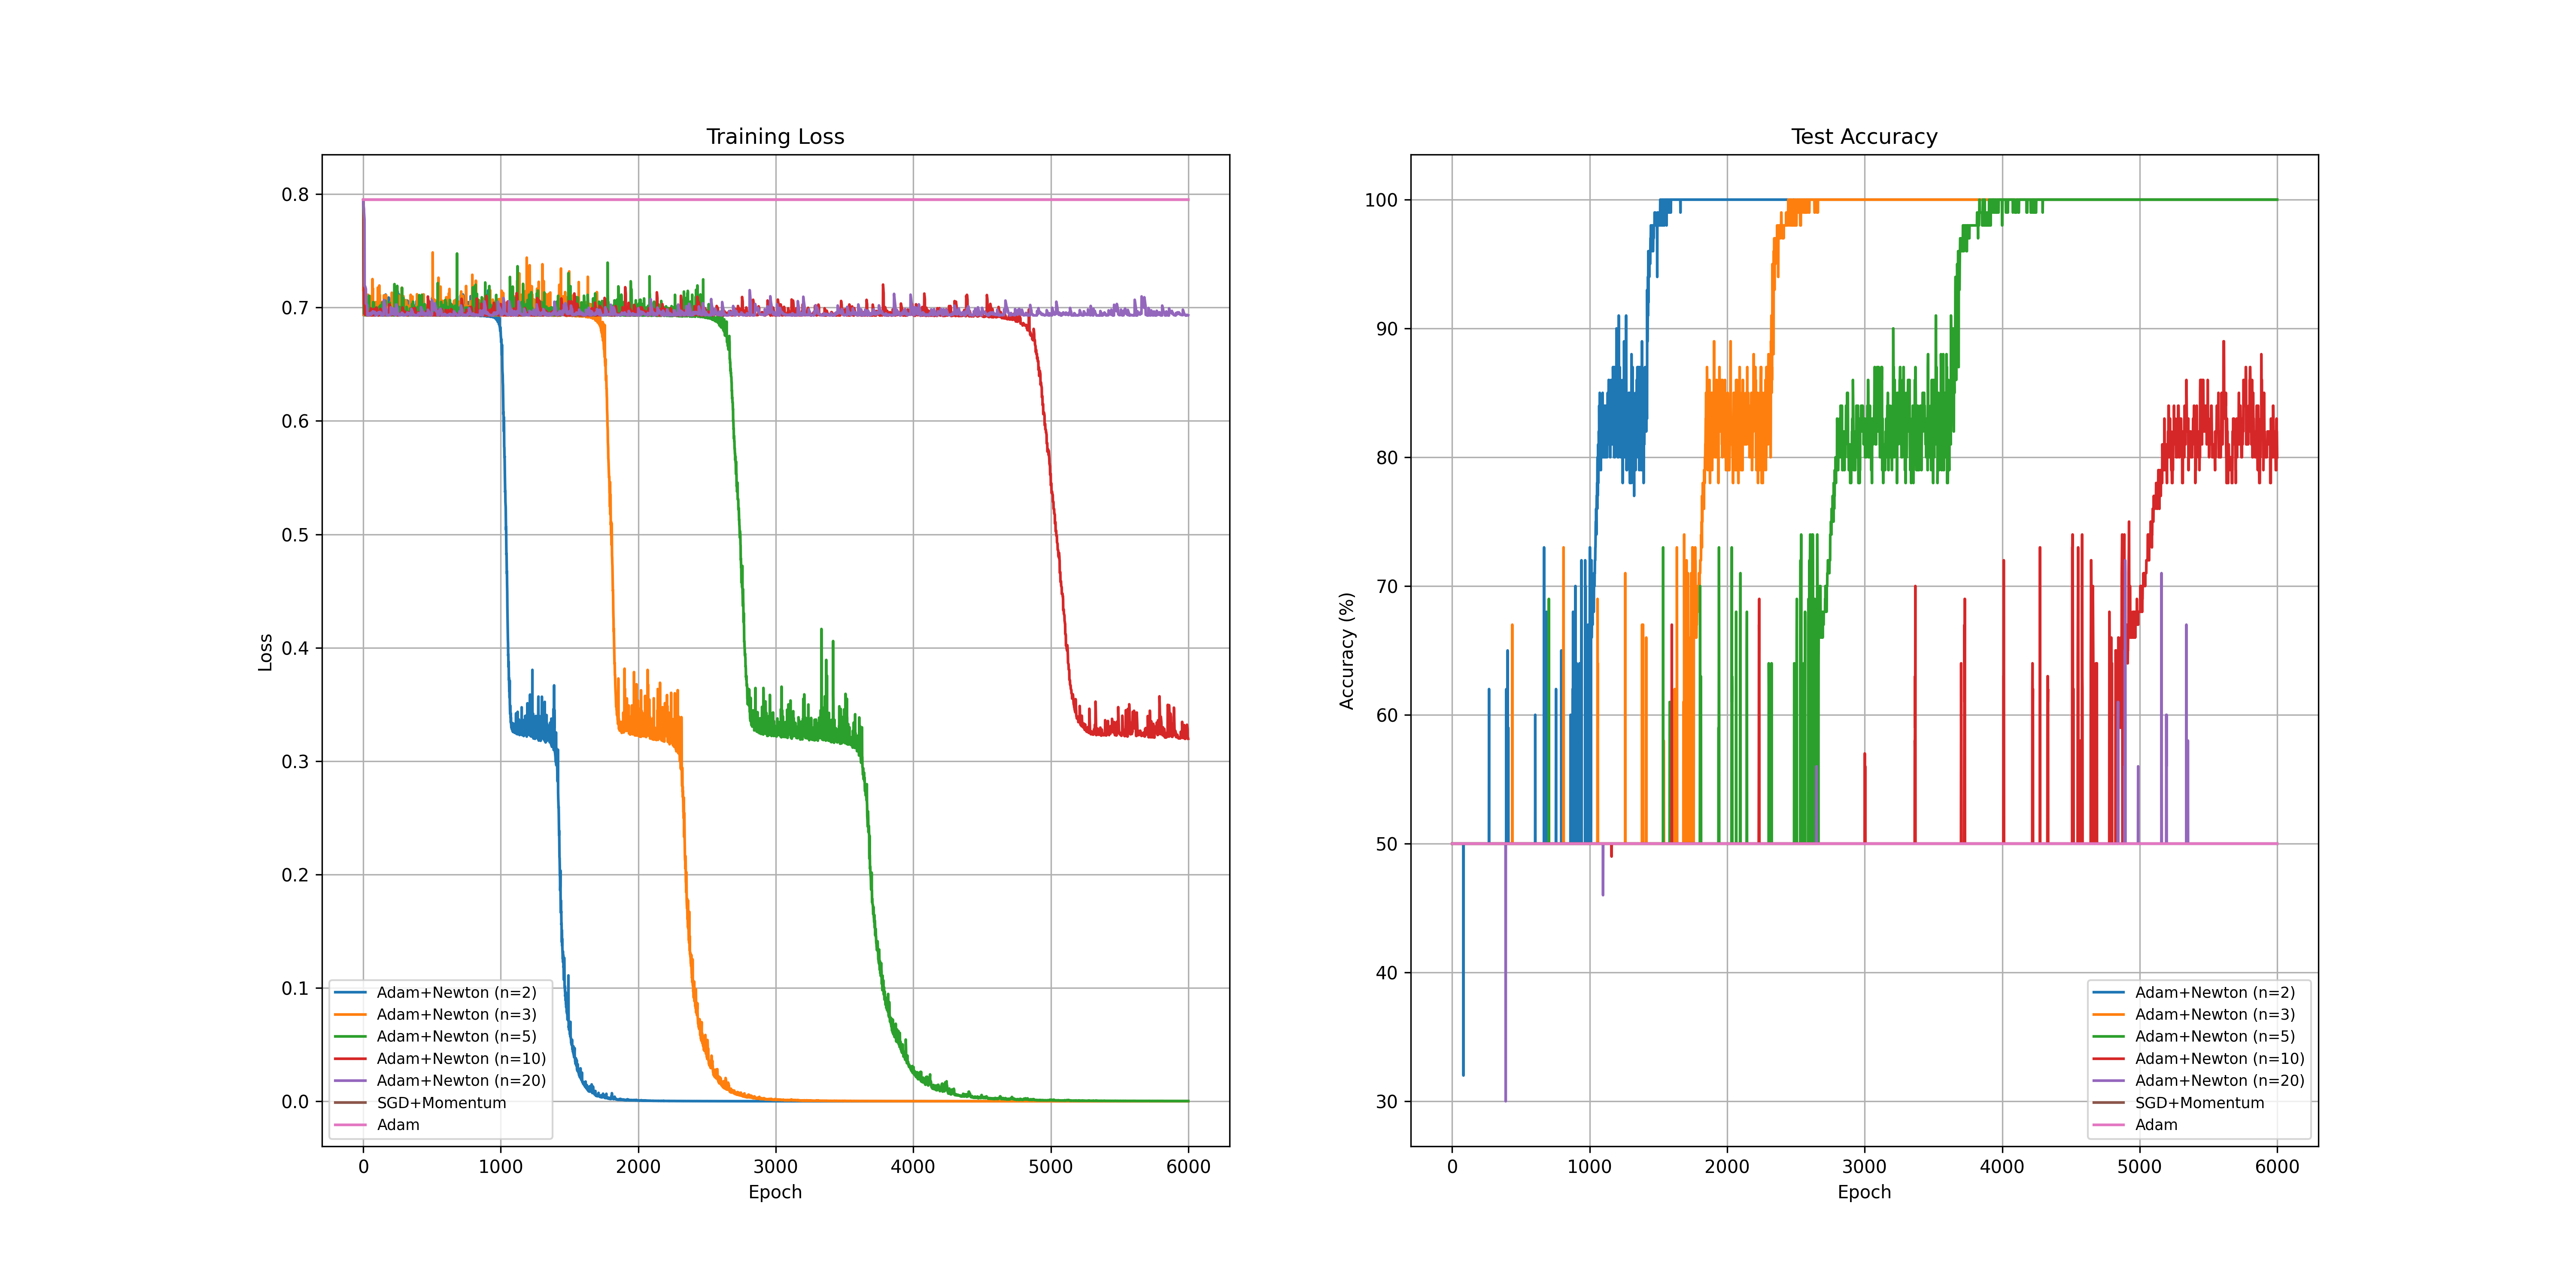 Training Loss
Loss
0.8
0.7
0.6
0.5
0.4
0.3
0.2
0.1
0.0
0 1000 2000 3000 4000 5000 6000
Epoch
Adam+Newton (n=2)
Adam+Newton (n=3)
Adam+Newton (n=5)
Adam+Newton (n=10)
Adam+Newton (n=20)
SGD+Momentum
Adam
Test Accuracy
Accuracy (%)
100
90
80
70
60
50
40
30
0 1000 2000 3000 4000 5000 6000
Epoch
Adam+Newton (n=2)
Adam+Newton (n=3)
Adam+Newton (n=5)
Adam+Newton (n=10)
Adam+Newton (n=20)
SGD+Momentum
Adam